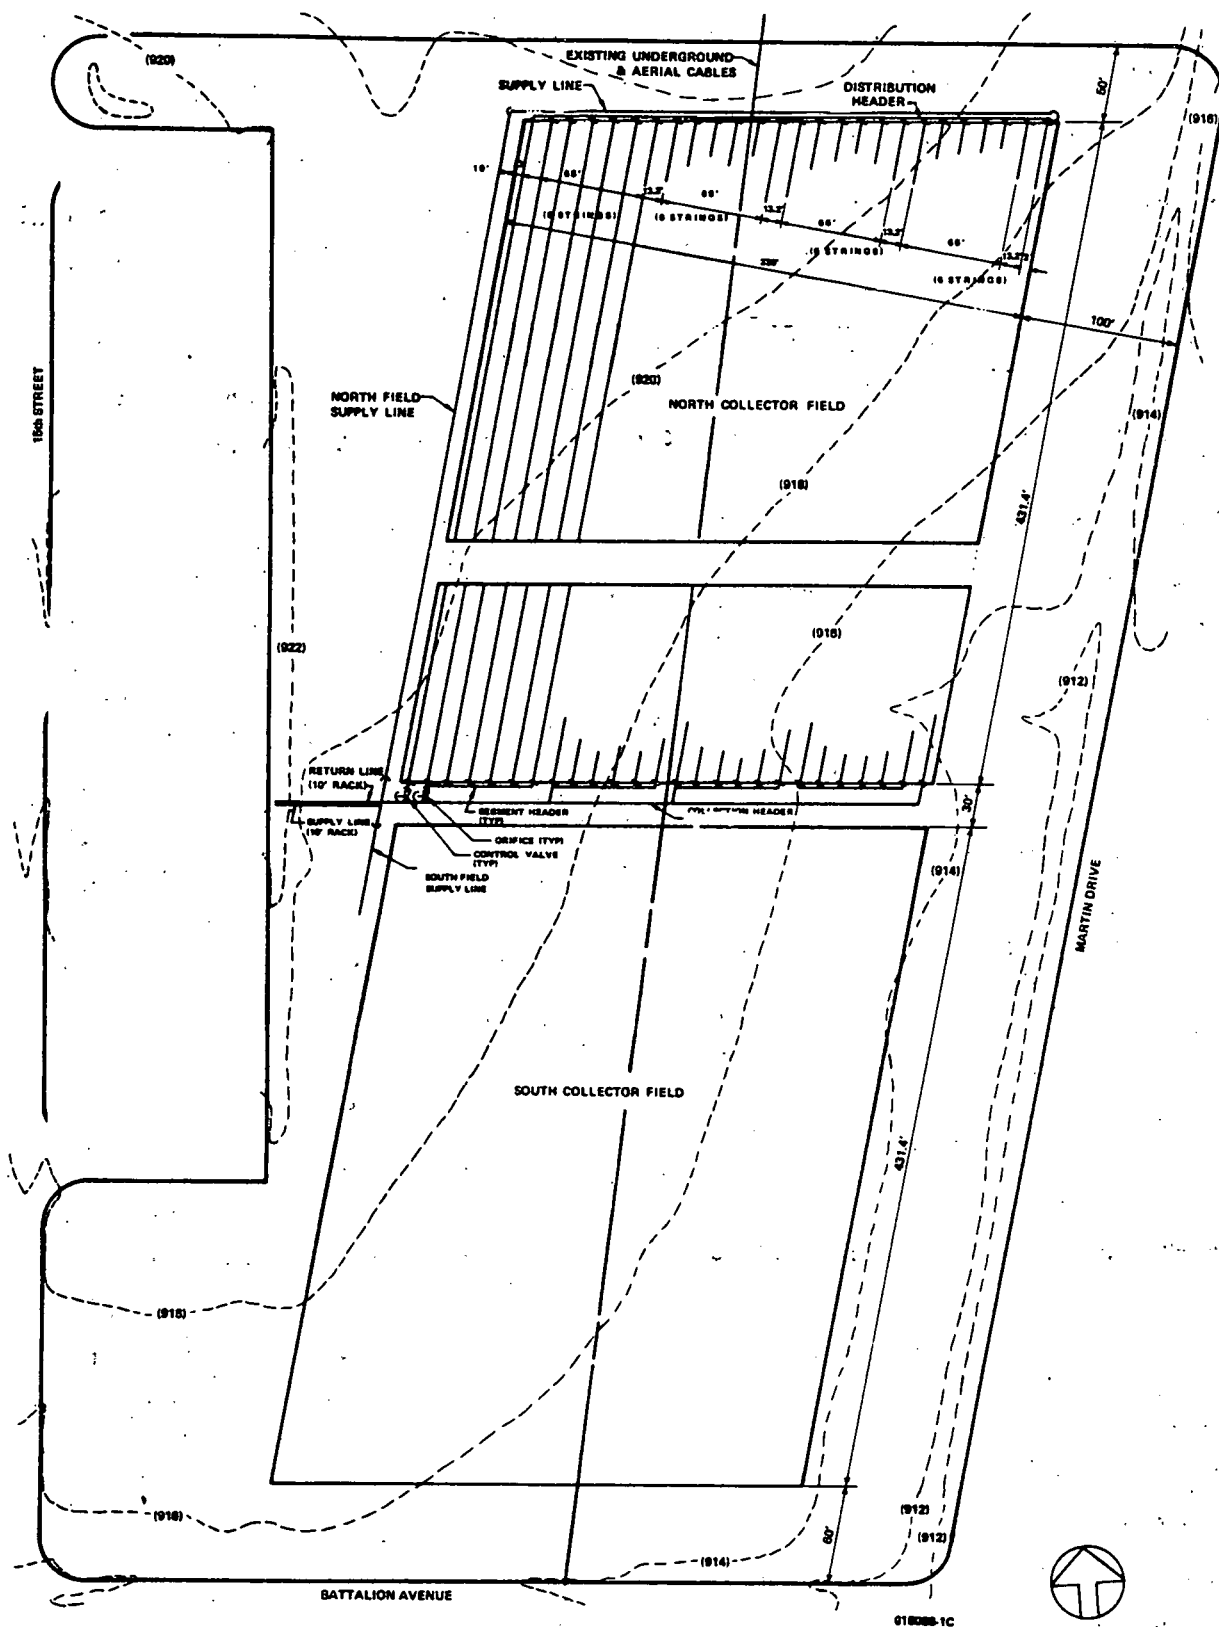 (920)
EXISTING UNDERGROUND
& AERIAL CABLES
SUPPLY LINE
DISTRIBUTION
HEADER
60'
(916)
10'
66'
13.2'
66'
13.2'
66'
13.2'
66'
13.2'
(6 STRINGS)
(6 STRINGS)
(6 STRINGS)
(6 STRINGS)
100'
15th STREET
NORTH FIELD
SUPPLY LINE
(920)
NORTH COLLECTOR FIELD
(914)
(918)
431.4'
(922)
(916)
(912)
RETURN LINE
(10' RACK)
SUPPLY LINE
(10' RACK)
SEGMENT HEADER
(TYP)
COLLECTION HEADER
30'
ORIFICE (TYP)
CONTROL VALVE
(TYP)
SOUTH FIELD
SUPPLY LINE
(914)
MARTIN DRIVE
SOUTH COLLECTOR FIELD
431.4'
(918)
(916)
(912)
(912)
60'
(914)
BATTALION AVENUE